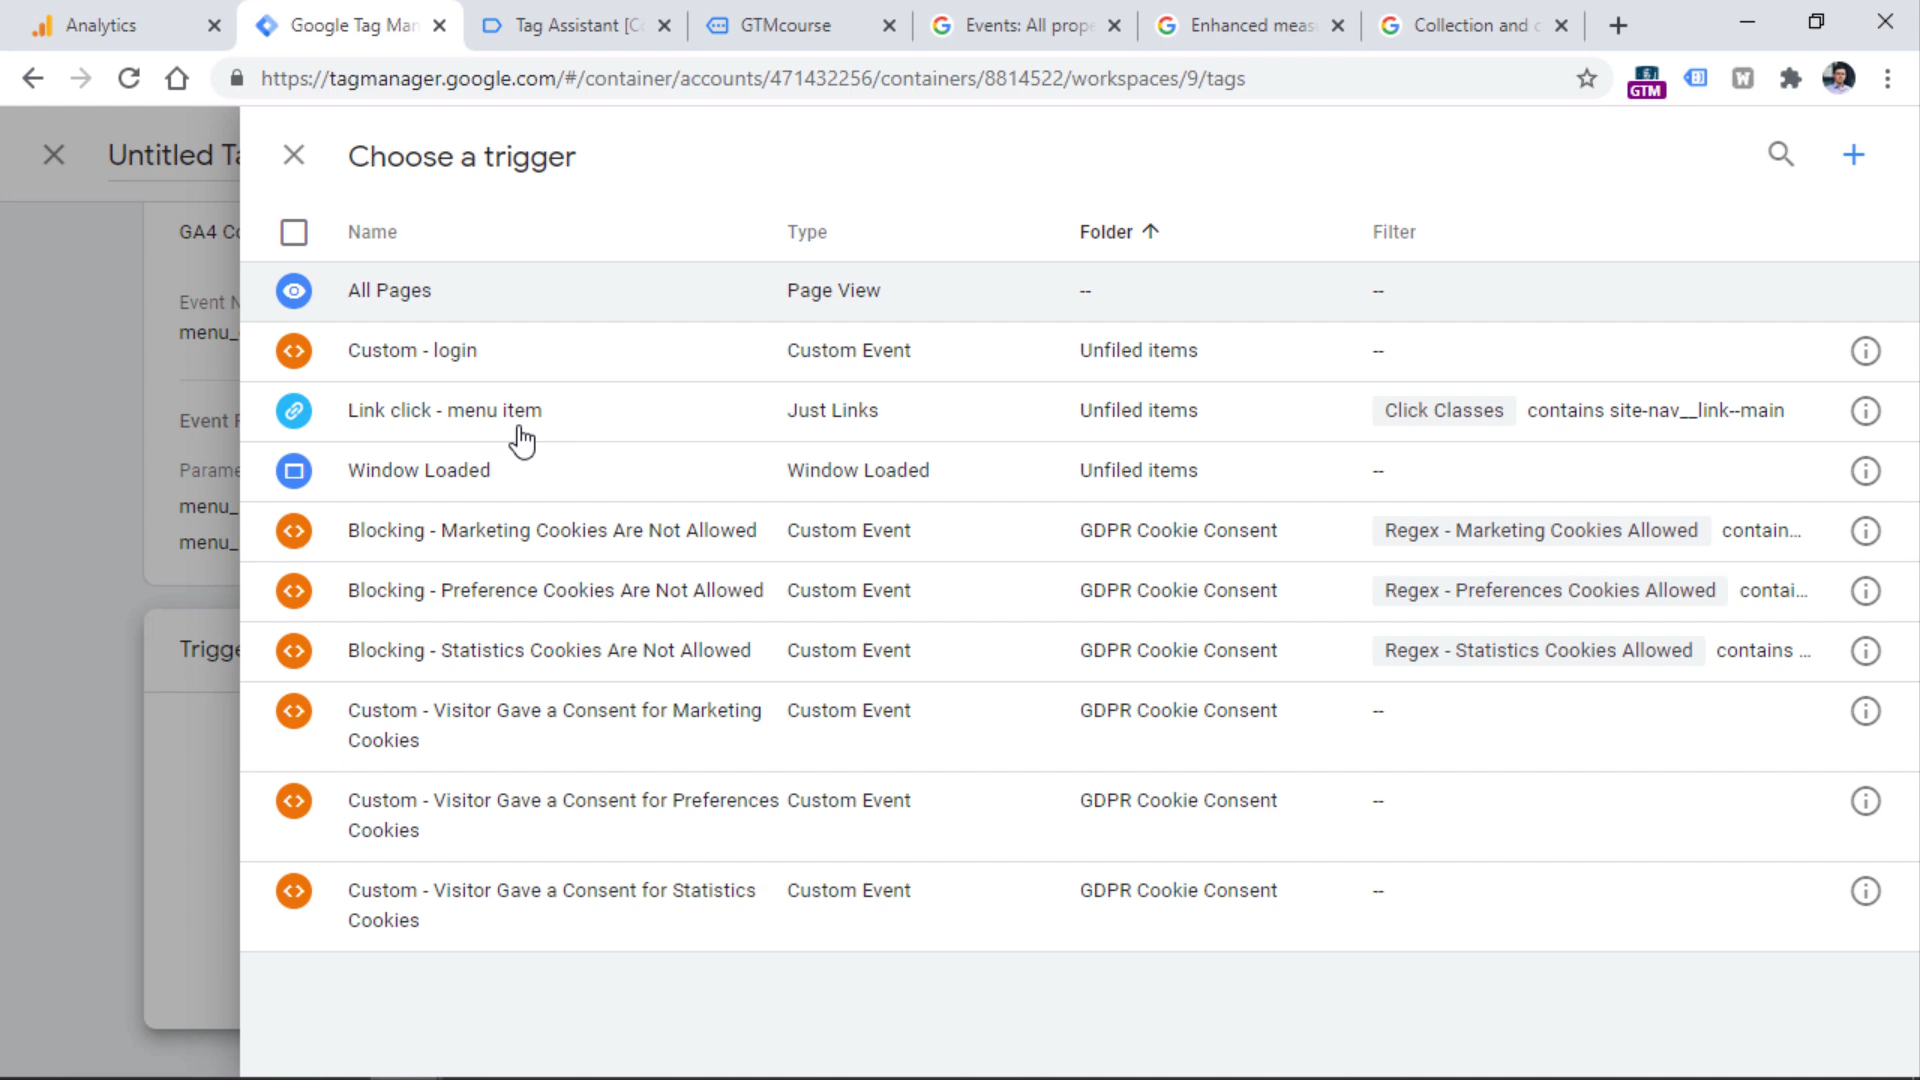 Analytics
Google Tag Man
Tag Assistant [Co
GTMcourse
Events: All prope
Enhanced meas
Collection and c
https://tagmanager.google.com/#/container/accounts/471432256/containers/8814522/workspaces/9/tags
GTM
W
Untitled Ta
Choose a trigger
GA4 Co
Event N
menu_
Event P
Parame
menu_
menu_
Trigge
Name Type Folder Filter
All Pages Page View -- --
Custom - login Custom Event Unfiled items --
Link click - menu item Just Links Unfiled items Click Classes contains site-nav__link--main
Window Loaded Window Loaded Unfiled items --
Blocking - Marketing Cookies Are Not Allowed Custom Event GDPR Cookie Consent Regex - Marketing Cookies Allowed contain...
Blocking - Preference Cookies Are Not Allowed Custom Event GDPR Cookie Consent Regex - Preferences Cookies Allowed contai...
Blocking - Statistics Cookies Are Not Allowed Custom Event GDPR Cookie Consent Regex - Statistics Cookies Allowed contains ...
Custom - Visitor Gave a Consent for Marketing Custom Event GDPR Cookie Consent --
Cookies
Custom - Visitor Gave a Consent for Preferences Custom Event GDPR Cookie Consent --
Cookies
Custom - Visitor Gave a Consent for Statistics Custom Event GDPR Cookie Consent --
Cookies